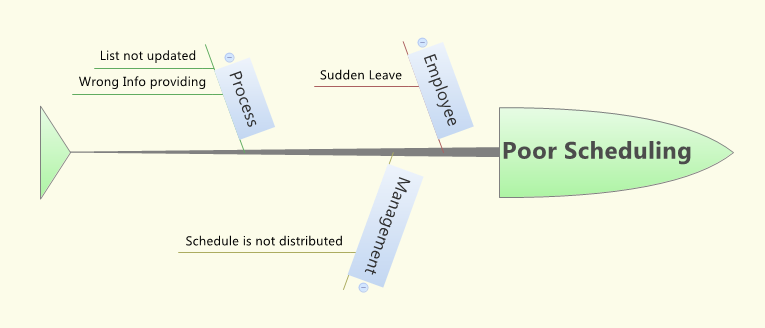 List not updated
Wrong Info providing
Process
Sudden Leave
Employee
Poor Scheduling
Schedule is not distributed
Management